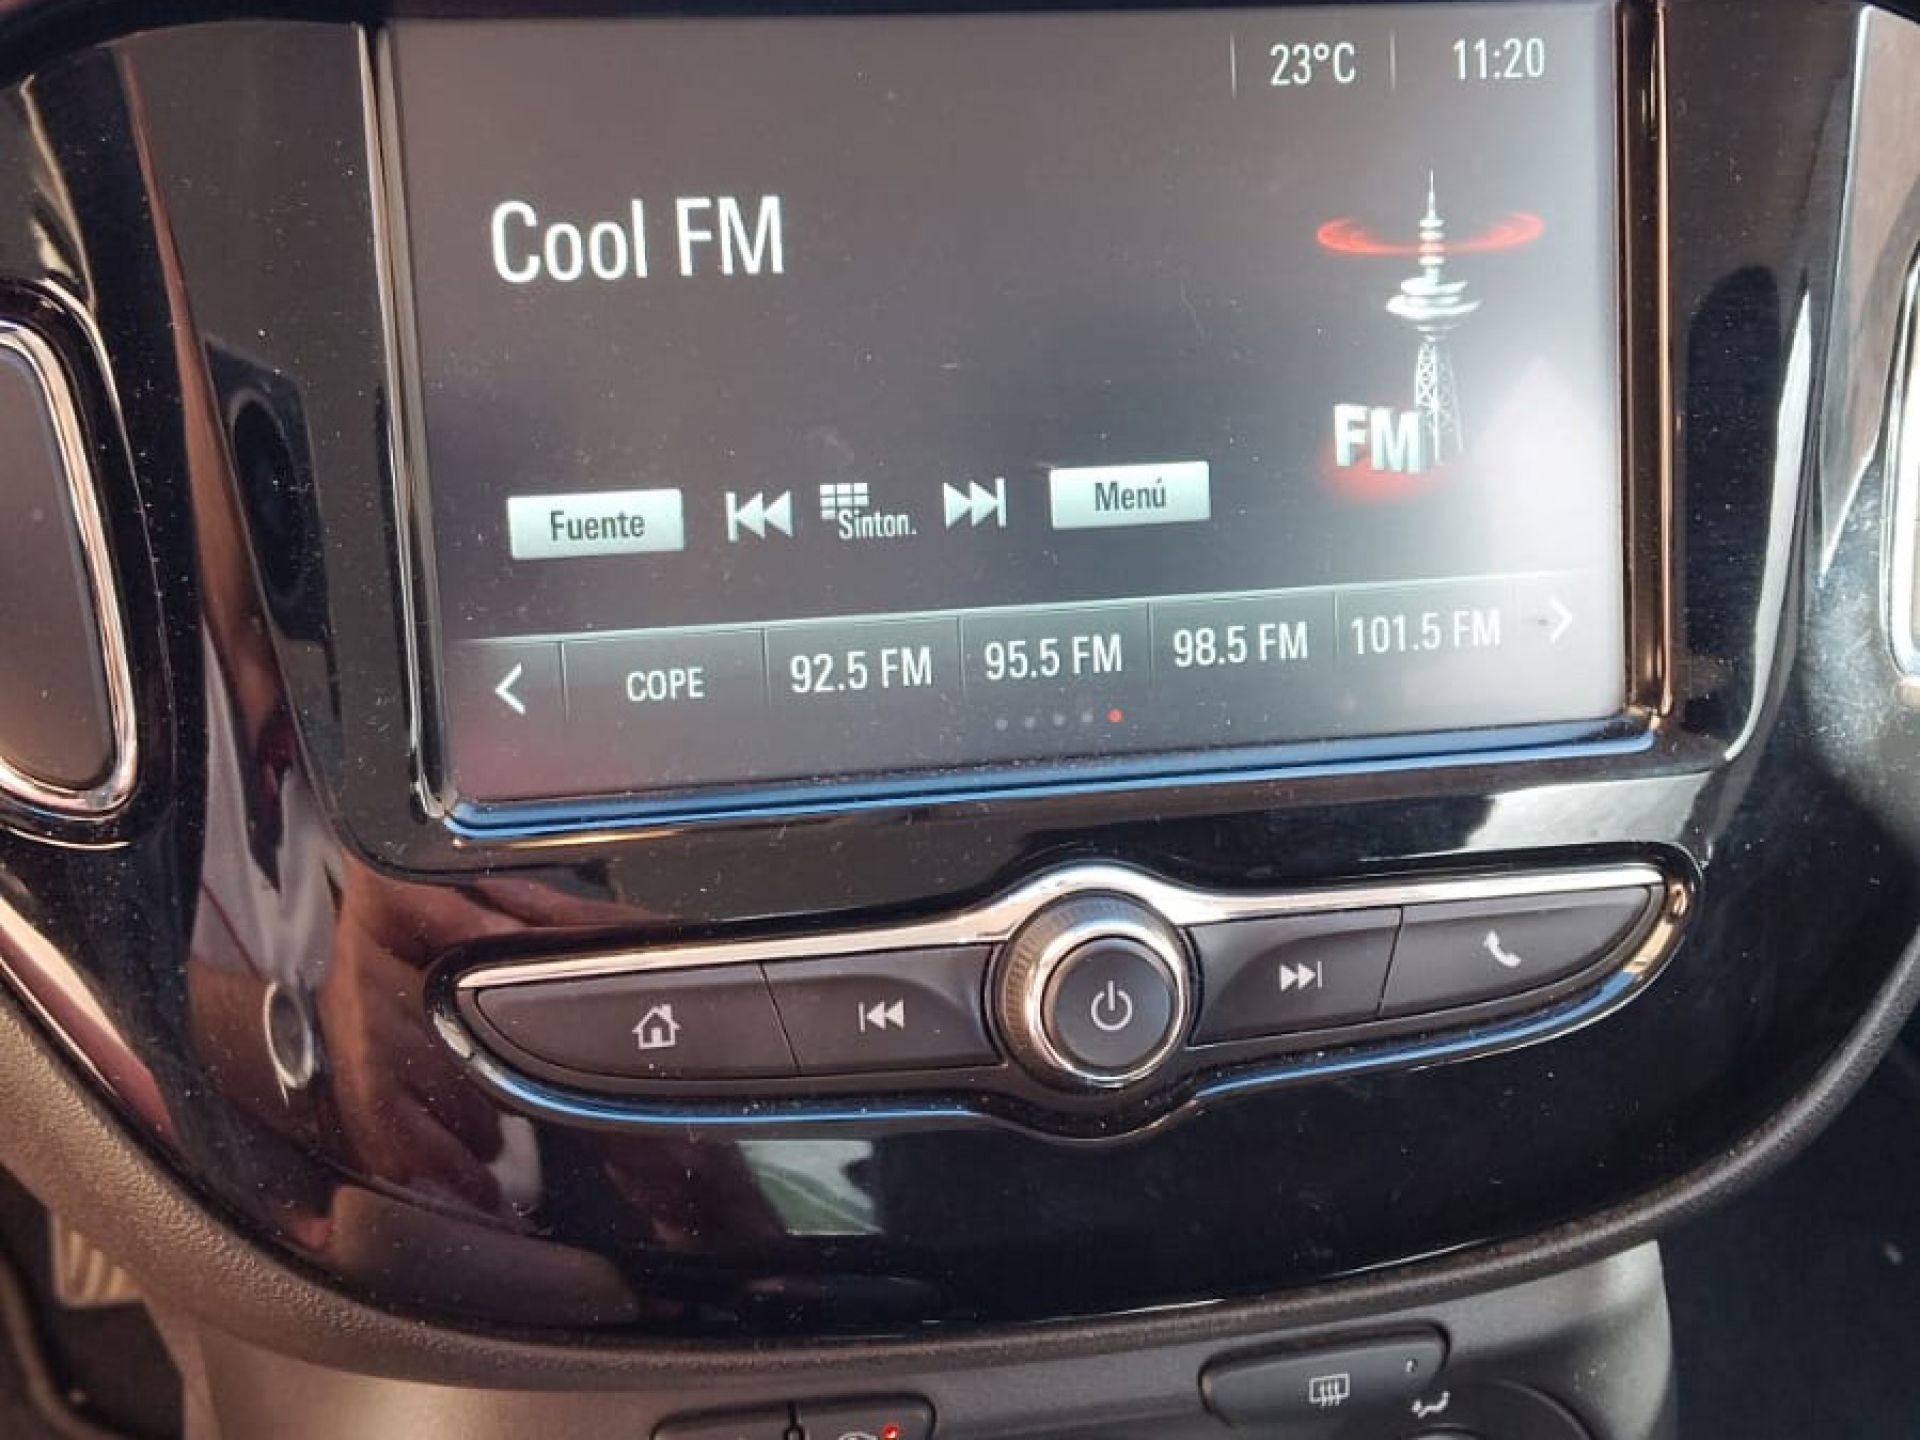 23°C 11:20
Cool FM
FM
Fuente Sinton. Menú
COPE 92.5 FM 95.5 FM 98.5 FM 101.5 FM